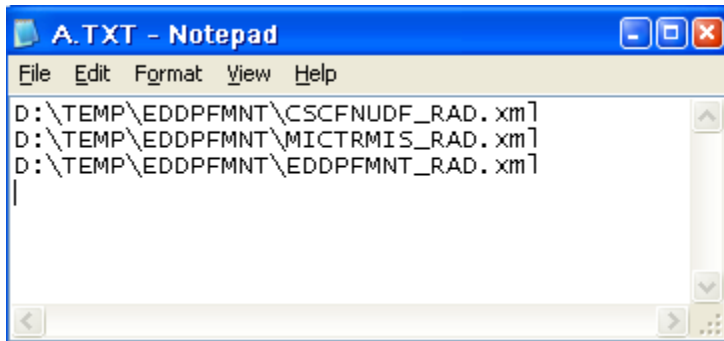 A.TXT - Notepad
File Edit Format View Help
D:\TEMP\EDDPFMNT\CSCFNUDF_RAD.xml
D:\TEMP\EDDPFMNT\MICTRMIS_RAD.xml
D:\TEMP\EDDPFMNT\EDDPFMNT_RAD.xml